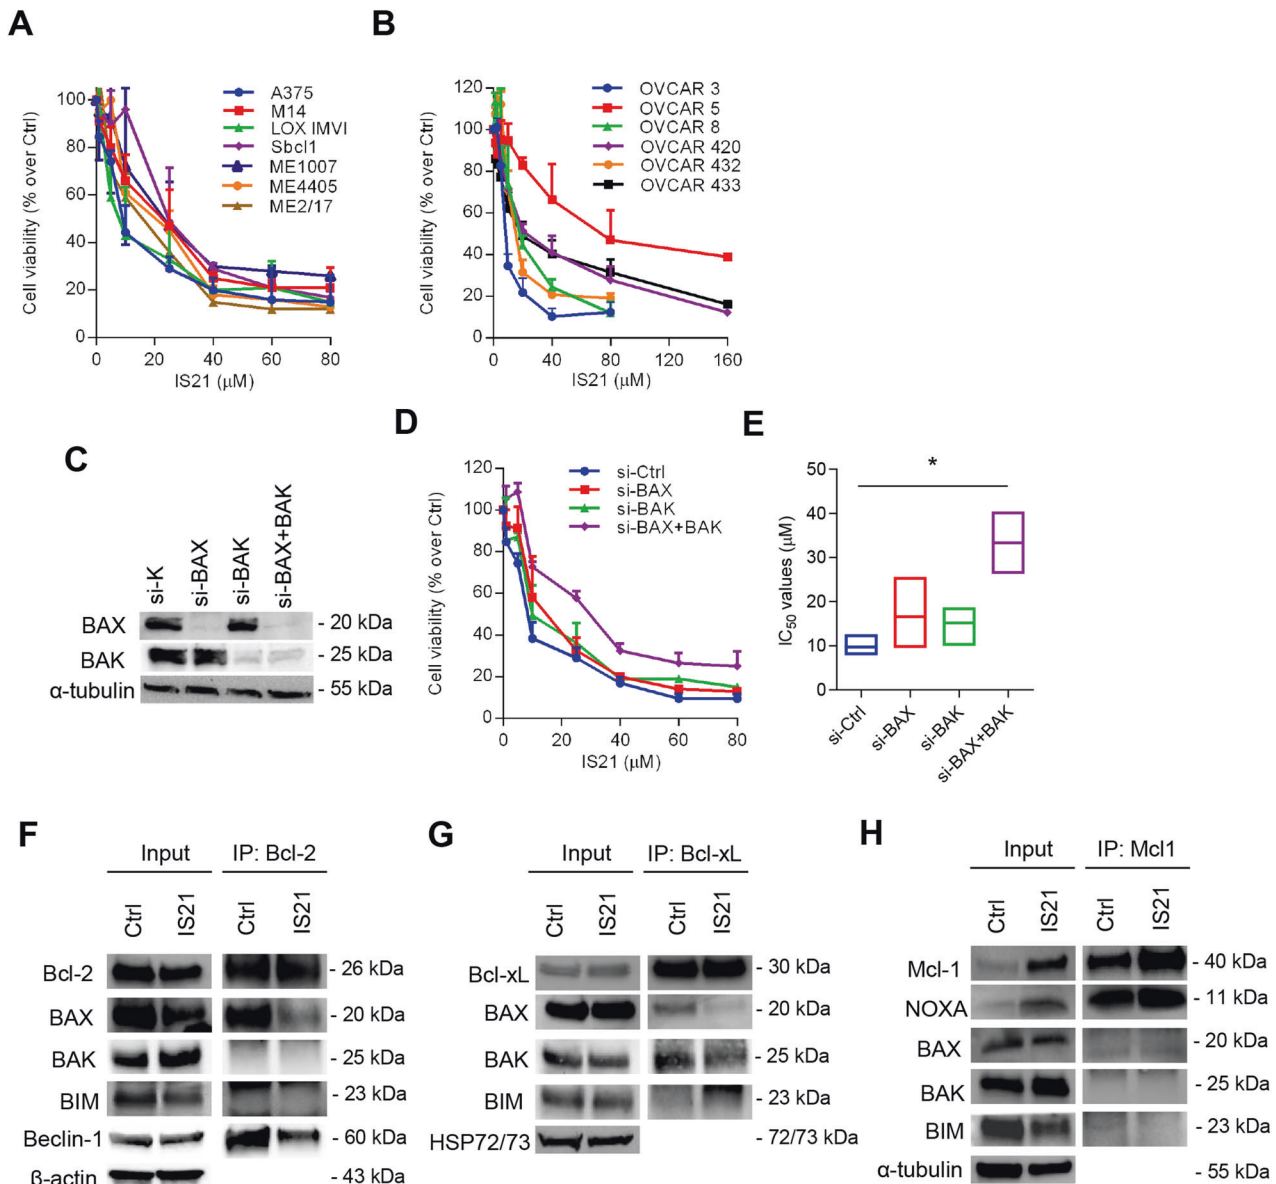 A
Cell viability (% over Ctrl)
100
80
60
40
20
0
0 20 40 60 80
IS21 (µM)
A375
M14
LOX IMVI
Sbcl1
ME1007
ME4405
ME2/17
B
Cell viability (% over Ctrl)
120
100
80
60
40
20
0
0 40 80 120 160
IS21 (µM)
OVCAR 3
OVCAR 5
OVCAR 8
OVCAR 420
OVCAR 432
OVCAR 433
C
si-K si-BAX si-BAK si-BAX+BAK
BAX - 20 kDa
BAK - 25 kDa
α-tubulin - 55 kDa
D
Cell viability (% over Ctrl)
120
100
80
60
40
20
0
0 20 40 60 80
IS21 (µM)
si-Ctrl
si-BAX
si-BAK
si-BAX+BAK
E
IC50 values (µM)
50
40
30
20
10
0
*
si-Ctrl si-BAX si-BAK si-BAX+BAK
F
Input IP: Bcl-2
Ctrl IS21 Ctrl IS21
Bcl-2 - 26 kDa
BAX - 20 kDa
BAK - 25 kDa
BIM - 23 kDa
Beclin-1 - 60 kDa
β-actin - 43 kDa
G
Input IP: Bcl-xL
Ctrl IS21 Ctrl IS21
Bcl-xL - 30 kDa
BAX - 20 kDa
BAK - 25 kDa
BIM - 23 kDa
HSP72/73 - 72/73 kDa
H
Input IP: Mcl1
Ctrl IS21 Ctrl IS21
Mcl-1 - 40 kDa
NOXA - 11 kDa
BAX - 20 kDa
BAK - 25 kDa
BIM - 23 kDa
α-tubulin - 55 kDa